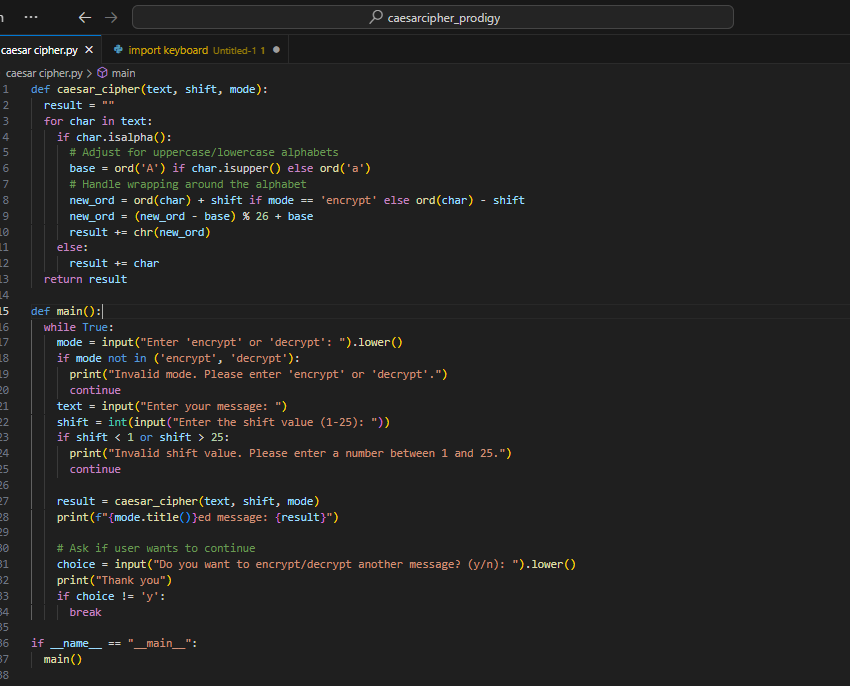 n ··· ← → caesarcipher_prodigy
caesar cipher.py × import keyboard Untitled-1 1 ●
caesar cipher.py > main
1 def caesar_cipher(text, shift, mode):
2 result = ""
3 for char in text:
4 if char.isalpha():
5 # Adjust for uppercase/lowercase alphabets
6 base = ord('A') if char.isupper() else ord('a')
7 # Handle wrapping around the alphabet
8 new_ord = ord(char) + shift if mode == 'encrypt' else ord(char) - shift
9 new_ord = (new_ord - base) % 26 + base
10 result += chr(new_ord)
11 else:
12 result += char
13 return result
14
15 def main():
16 while True:
17 mode = input("Enter 'encrypt' or 'decrypt': ").lower()
18 if mode not in ('encrypt', 'decrypt'):
19 print("Invalid mode. Please enter 'encrypt' or 'decrypt'.")
20 continue
21 text = input("Enter your message: ")
22 shift = int(input("Enter the shift value (1-25): "))
23 if shift < 1 or shift > 25:
24 print("Invalid shift value. Please enter a number between 1 and 25.")
25 continue
26
27 result = caesar_cipher(text, shift, mode)
28 print(f"{mode.title()}ed message: {result}")
29
30 # Ask if user wants to continue
31 choice = input("Do you want to encrypt/decrypt another message? (y/n): ").lower()
32 print("Thank you")
33 if choice != 'y':
34 break
35
36 if __name__ == "__main__":
37 main()
38